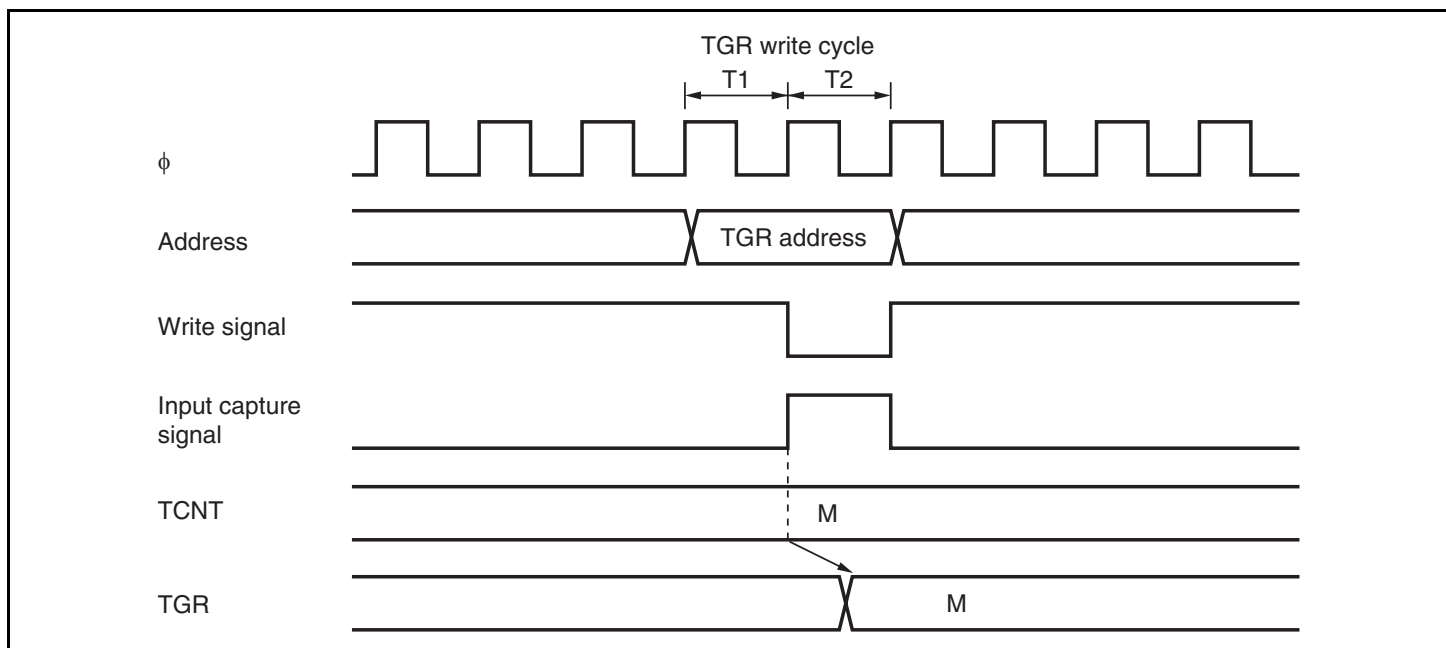 TGR write cycle
T1 T2
ϕ
Address
TGR address
Write signal
Input capture
signal
TCNT
M
TGR
M